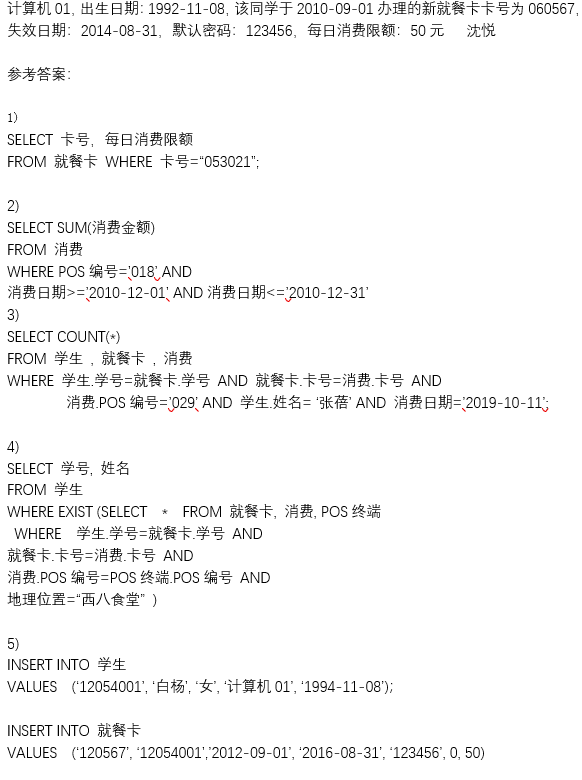 计算机 01, 出生日期: 1992-11-08, 该同学于 2010-09-01 办理的新就餐卡卡号为 060567,
失效日期: 2014-08-31, 默认密码: 123456, 每日消费限额: 50 元 沈悦
参考答案:
1)
SELECT 卡号, 每日消费限额
FROM 就餐卡 WHERE 卡号=“053021”;
2)
SELECT SUM(消费金额)
FROM 消费
WHERE POS 编号=’018’ AND
消费日期>=’2010-12-01’ AND 消费日期<=’2010-12-31’
3)
SELECT COUNT(*)
FROM 学生 , 就餐卡 , 消费
WHERE 学生.学号=就餐卡.学号 AND 就餐卡.卡号=消费.卡号 AND
消费.POS 编号=’029’ AND 学生.姓名= ‘张蓓’ AND 消费日期=’2019-10-11’;
4)
SELECT 学号, 姓名
FROM 学生
WHERE EXIST (SELECT * FROM 就餐卡, 消费, POS 终端
WHERE 学生.学号=就餐卡.学号 AND
就餐卡.卡号=消费.卡号 AND
消费.POS 编号=POS 终端.POS 编号 AND
地理位置=“西八食堂” )
5)
INSERT INTO 学生
VALUES (‘12054001’, ‘白杨’, ‘女’, ‘计算机 01’, ‘1994-11-08’);
INSERT INTO 就餐卡
VALUES (‘120567’, ‘12054001’,’2012-09-01’, ‘2016-08-31’, ‘123456’, 0, 50)